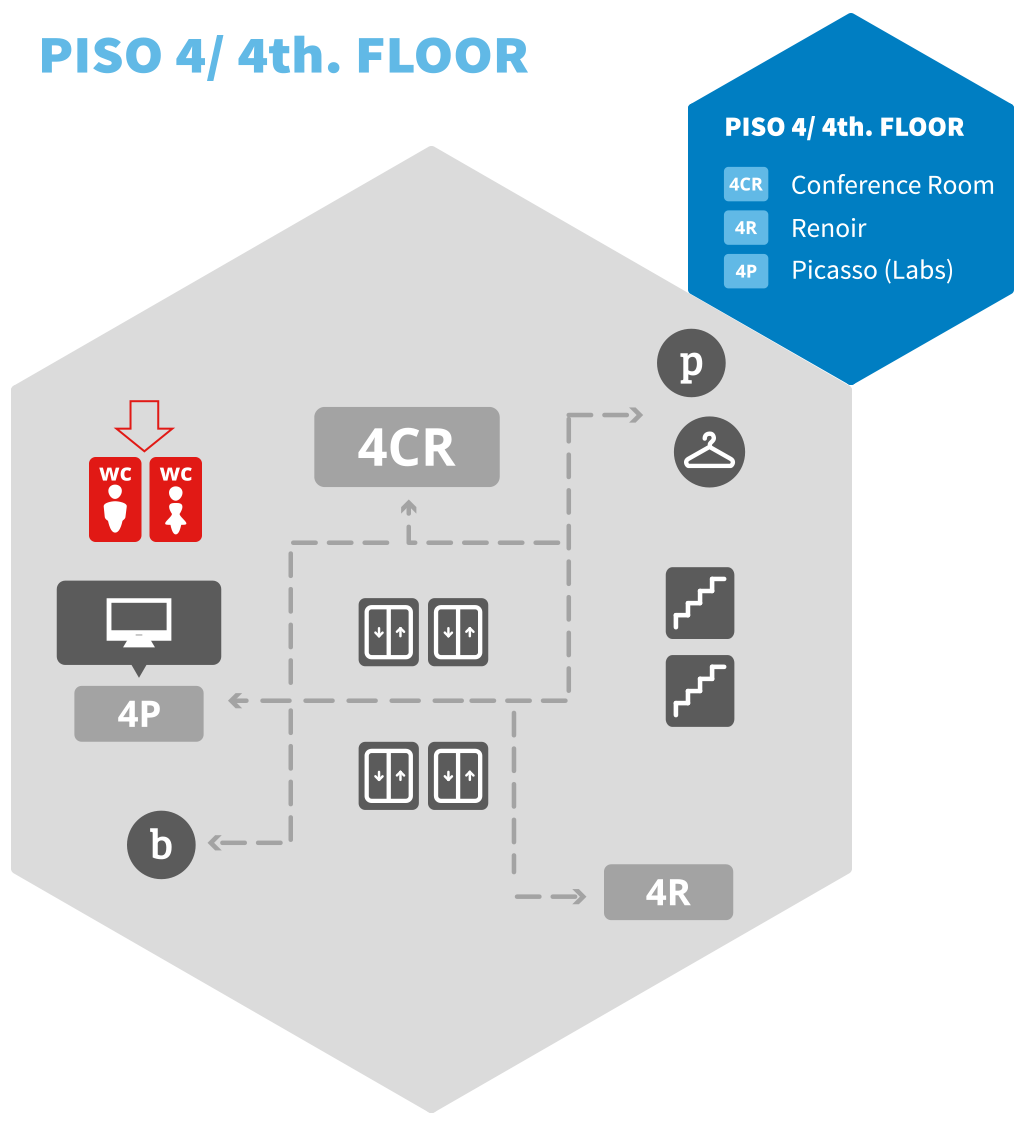 PISO 4/ 4th. FLOOR
PISO 4/ 4th. FLOOR
4CR Conference Room
4R Renoir
4P Picasso (Labs)
p
4CR
WC WC
4P
b
4R